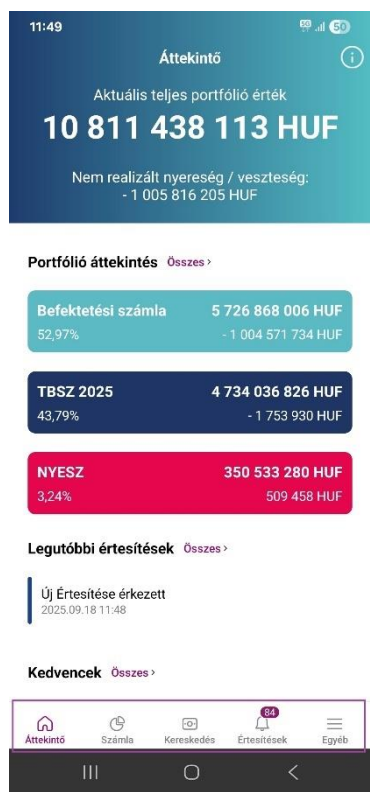 11:49
5G
50
Áttekintő
i
Aktuális teljes portfólió érték
10 811 438 113 HUF
Nem realizált nyereség / veszteség:
- 1 005 816 205 HUF
Portfólió áttekintés Összes >
Befektetési számla 5 726 868 006 HUF
52,97% - 1 004 571 734 HUF
TBSZ 2025 4 734 036 826 HUF
43,79% - 1 753 930 HUF
NYESZ 350 533 280 HUF
3,24% 509 458 HUF
Legutóbbi értesítések Összes >
Új Értesítése érkezett
2025.09.18 11:48
Kedvencek Összes >
84
Áttekintő Számla Kereskedés Értesítések Egyéb